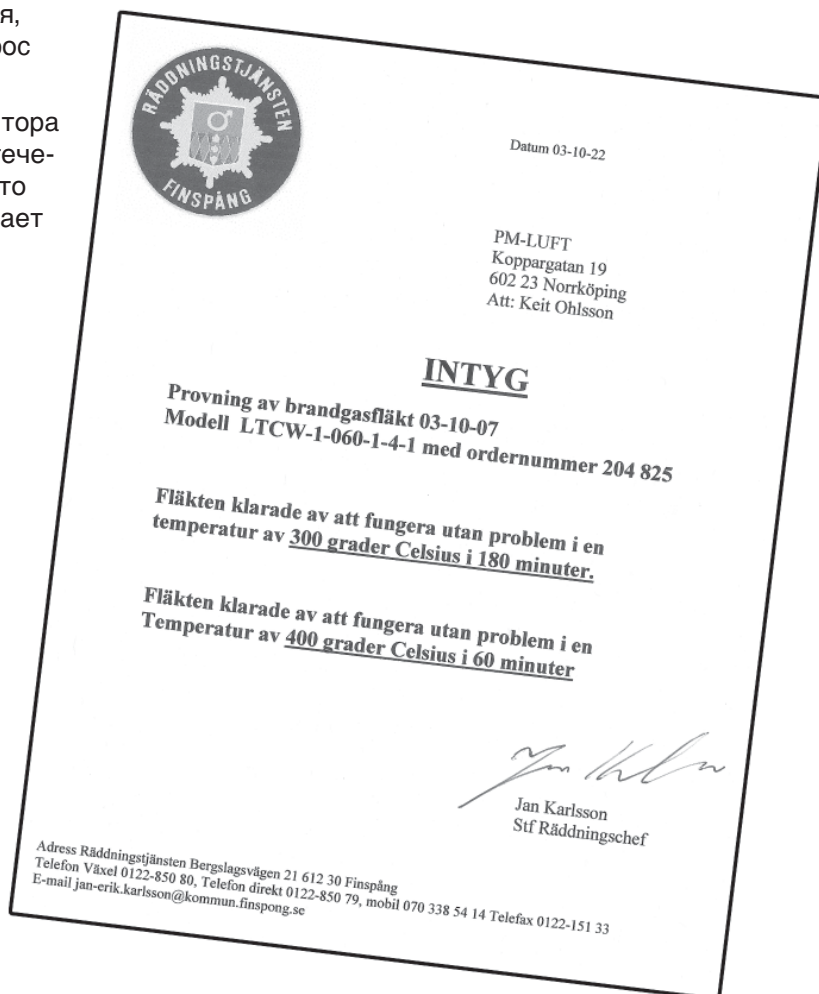 я,
рос
тора
тече-
то
ает
RÄDDNINGSTJÄNSTEN
FINSPÅNG
Datum 03-10-22
PM-LUFT
Koppargatan 19
602 23 Norrköping
Att: Keit Ohlsson
INTYG
Provning av brandgasfläkt 03-10-07
Modell LTCW-1-060-1-4-1 med ordernummer 204 825
Fläkten klarade av att fungera utan problem i en
temperatur av 300 grader Celsius i 180 minuter.
Fläkten klarade av att fungera utan problem i en
Temperatur av 400 grader Celsius i 60 minuter
Jan Karlsson
Stf Räddningschef
Adress Räddningstjänsten Bergslagsvägen 21 612 30 Finspång
Telefon Växel 0122-850 80, Telefon direkt 0122-850 79, mobil 070 338 54 14 Telefax 0122-151 33
E-mail jan-erik.karlsson@kommun.finspong.se